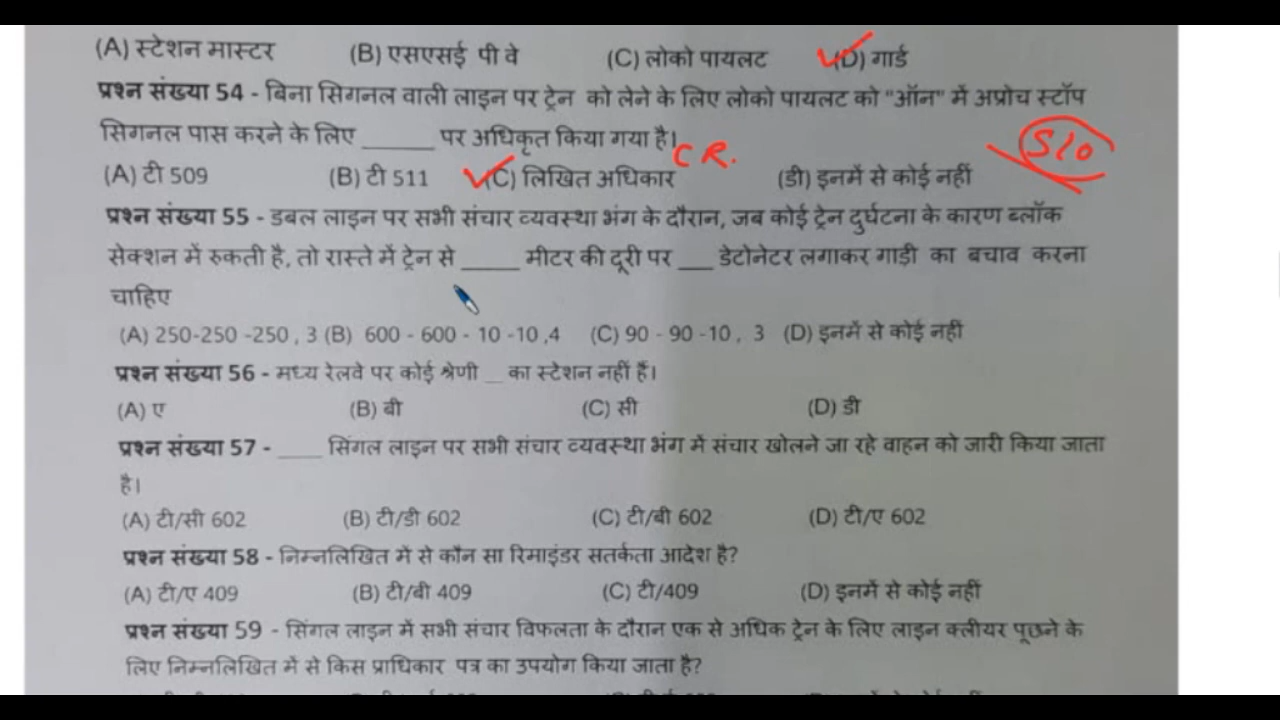 (A) स्टेशन मास्टर (B) एसएसई पी वे (C) लोको पायलट (D) गार्ड
प्रश्न संख्या 54 - बिना सिगनल वाली लाइन पर ट्रेन को लेने के लिए लोको पायलट को "ऑन" में अप्रोच स्टॉप
सिगनल पास करने के लिए ______ पर अधिकृत किया गया है।
CR. S/o
(A) टी 509 (B) टी 511 (C) लिखित अधिकार (डी) इनमें से कोई नहीं
प्रश्न संख्या 55 - डबल लाइन पर सभी संचार व्यवस्था भंग के दौरान, जब कोई ट्रेन दुर्घटना के कारण ब्लॉक
सेक्शन में रुकती है, तो रास्ते में ट्रेन से _____ मीटर की दूरी पर ___ डेटोनेटर लगाकर गाड़ी का बचाव करना
चाहिए
(A) 250-250 -250 , 3 (B) 600 - 600 - 10 -10 ,4 (C) 90 - 90 -10 , 3 (D) इनमें से कोई नहीं
प्रश्न संख्या 56 - मध्य रेलवे पर कोई श्रेणी __ का स्टेशन नहीं हैं।
(A) ए (B) बी (C) सी (D) डी
प्रश्न संख्या 57 - ____ सिंगल लाइन पर सभी संचार व्यवस्था भंग में संचार खोलने जा रहे वाहन को जारी किया जाता
है।
(A) टी/सी 602 (B) टी/डी 602 (C) टी/बी 602 (D) टी/ए 602
प्रश्न संख्या 58 - निम्नलिखित में से कौन सा रिमाइंडर सतर्कता आदेश है?
(A) टी/ए 409 (B) टी/बी 409 (C) टी/409 (D) इनमें से कोई नहीं
प्रश्न संख्या 59 - सिंगल लाइन में सभी संचार विफलता के दौरान एक से अधिक ट्रेन के लिए लाइन क्लीयर पूछने के
लिए निम्नलिखित में से किस प्राधिकार पत्र का उपयोग किया जाता है?